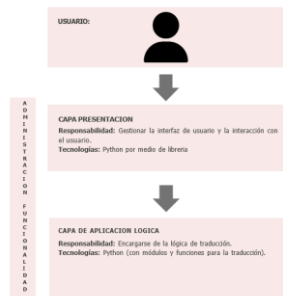 USUARIO:
A
D
M
I
N
I
S
T
R
A
C
I
O
N
F
U
N
C
I
O
N
A
L
I
D
A
D
CAPA PRESENTACION
Responsabilidad: Gestionar la interfaz de usuario y la interacción con
el usuario.
Tecnologías: Python por medio de libreria
CAPA DE APLICACION LOGICA
Responsabilidad: Encargarse de la lógica de traducción.
Tecnologías: Python (con módulos y funciones para la traducción).